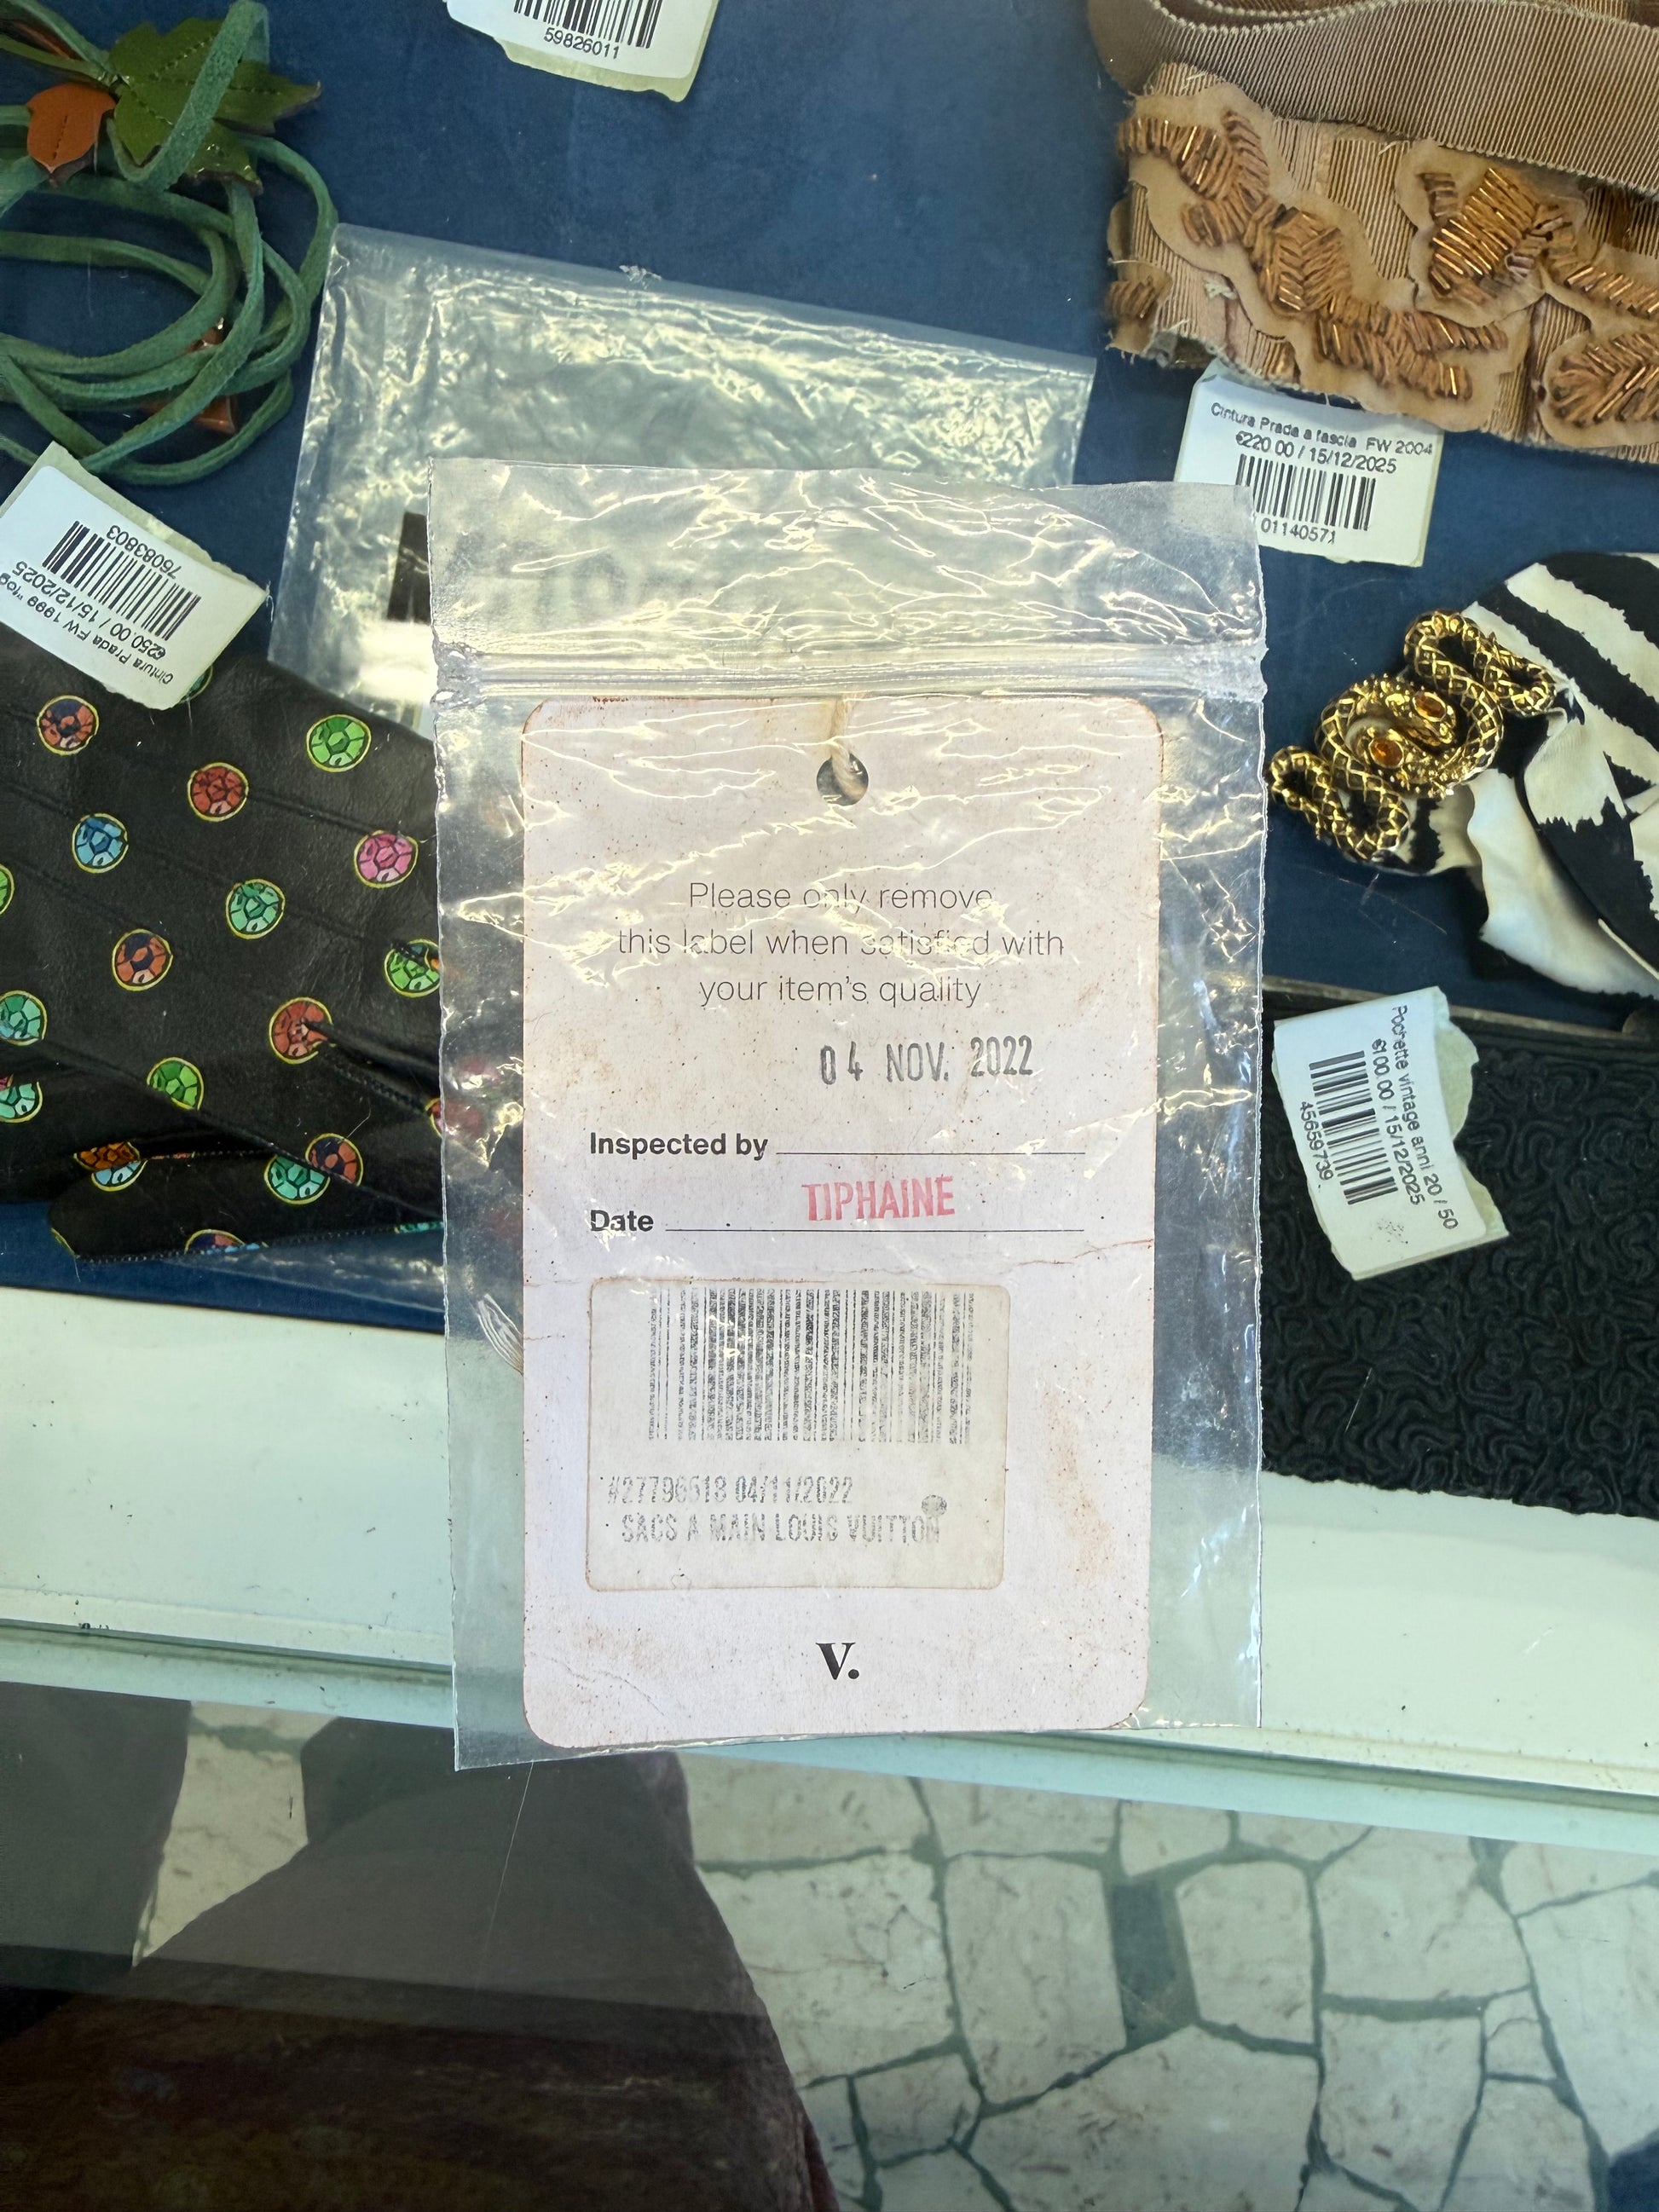 59826011
Cintura Prada a fascia FW 2004
€220.00 / 15/12/2025
01140571
Cintura Prada FW 1999
€250.00 / 15/12/2025
76083803
Please only remove
this label when satisfied with
your item's quality
04 NOV. 2022
Inspected by
TIPHAINE
Date
Pochette vintage anni 20 / 50
€100.00 / 15/12/2025
45659739
04/11/2022
SACS A MAIN LOUIS VUITTON
V.